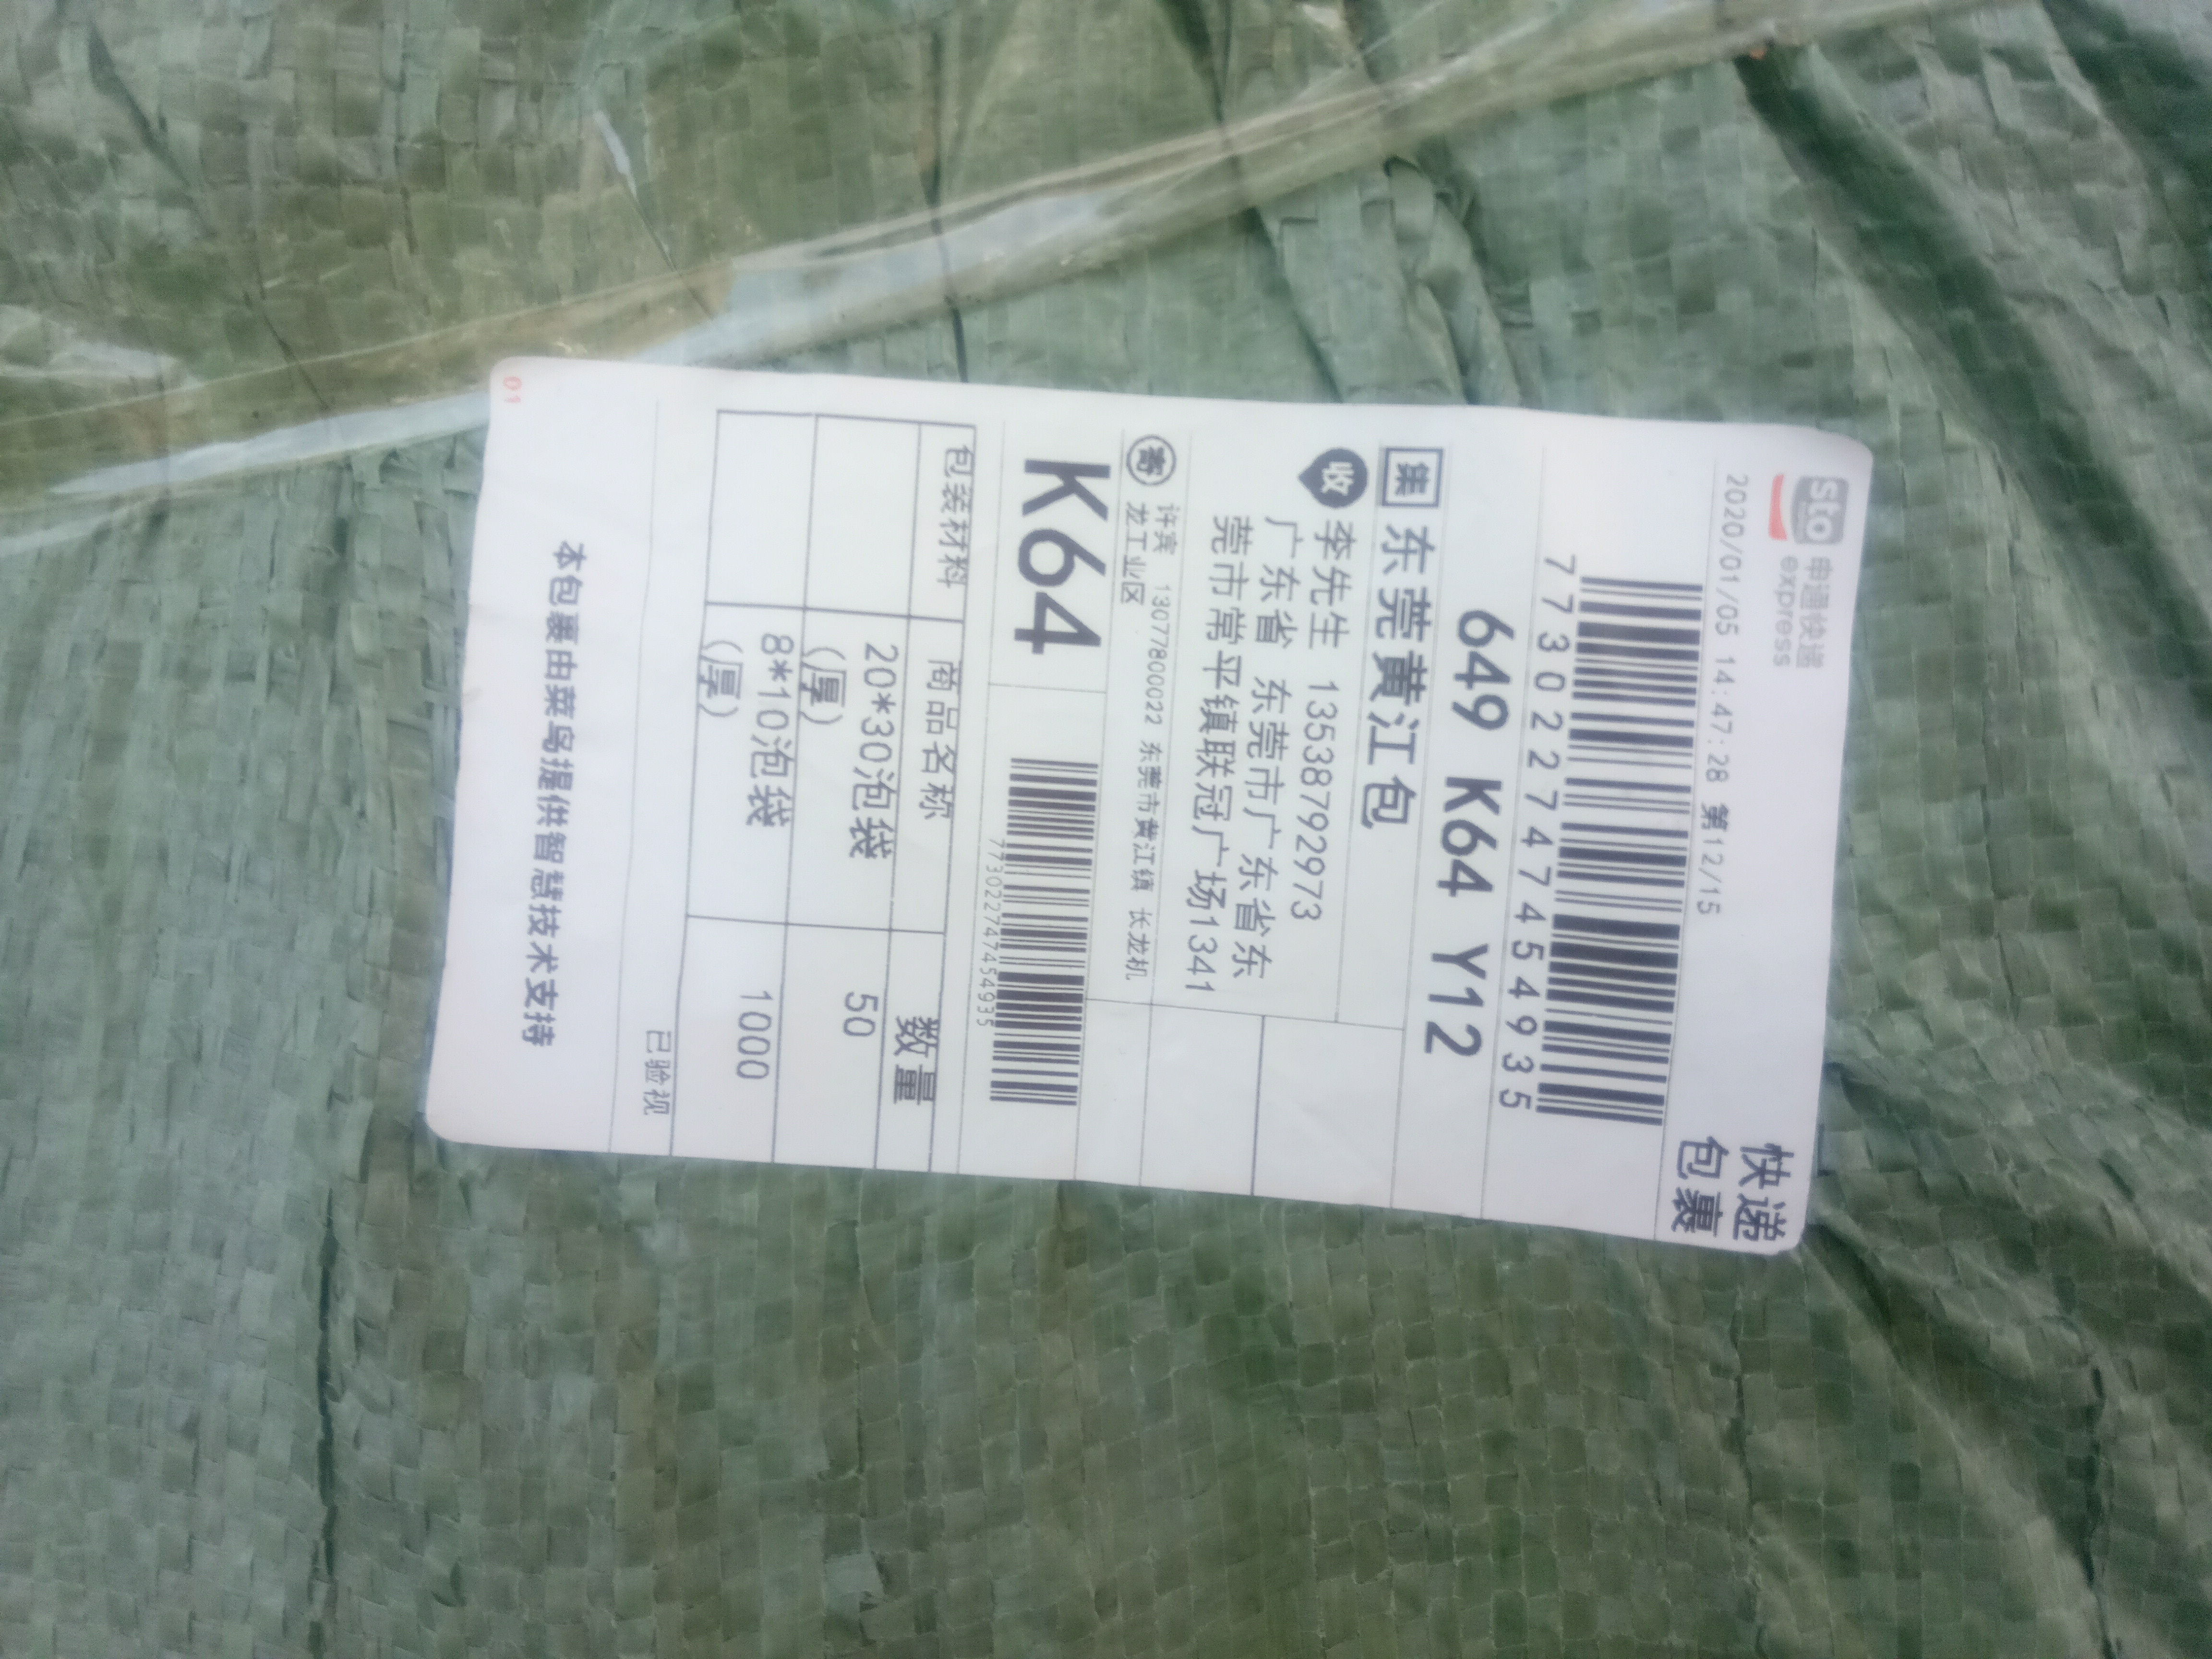 sto 申通快递
express
快递
包裹
2020/01/05 14:47:28 第12/15
773022747454935
649 K64 Y12
集 东莞黄江包
收 李先生 13538792973
广东省 东莞市广东省东
莞市常平镇联冠广场1341
寄 许宾 13077800022 东莞市黄江镇 长龙机
龙工业区
K64
773022747454935
包装材料 商品名称 数量
20*30泡袋 50
(厚)
8*10泡袋 1000
(厚)
已验视
本包裹由菜鸟提供智慧技术支持
01